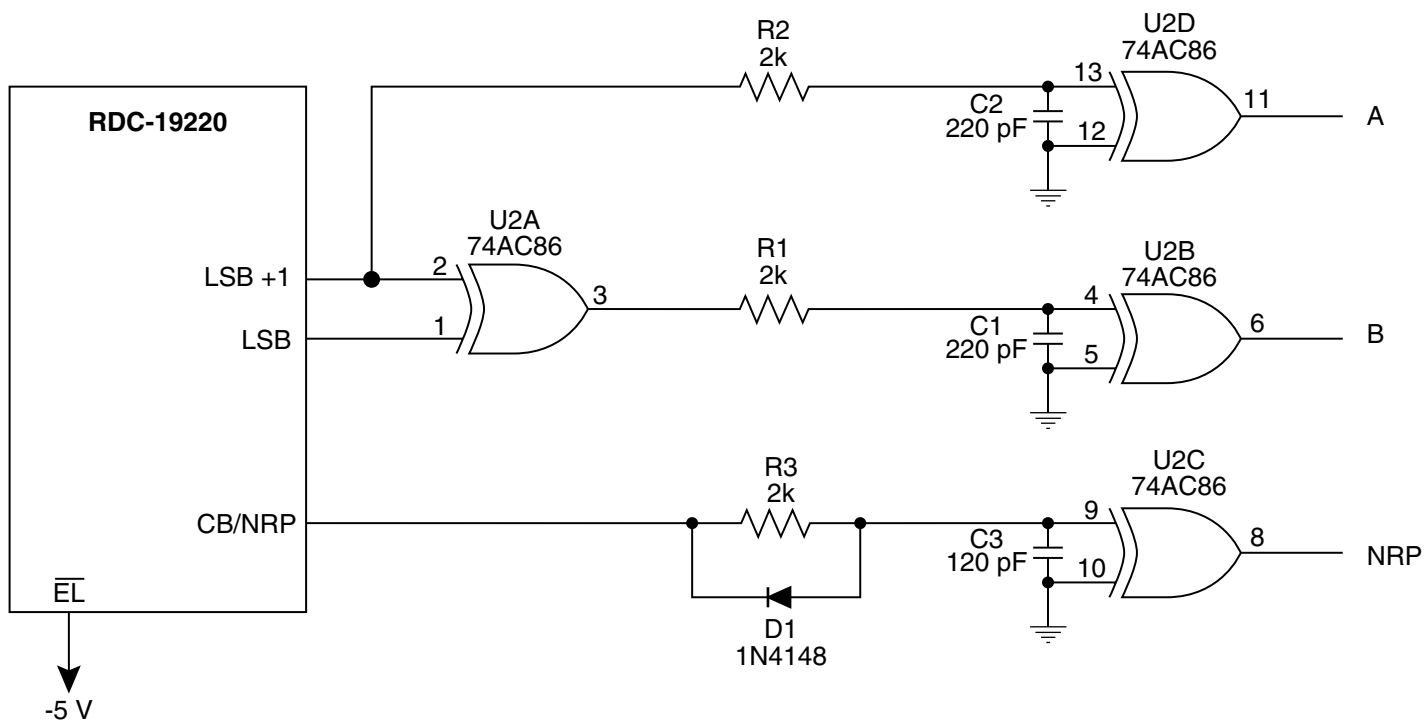 U2D
74AC86
R2
2k
13
11
A
C2
220 pF
12
RDC-19220
U2A
74AC86
R1
2k
U2B
74AC86
LSB +1
2
3
4
6
B
LSB
1
C1
220 pF
5
R3
2k
U2C
74AC86
CB/NRP
9
8
NRP
C3
120 pF
10
EL
D1
1N4148
-5 V